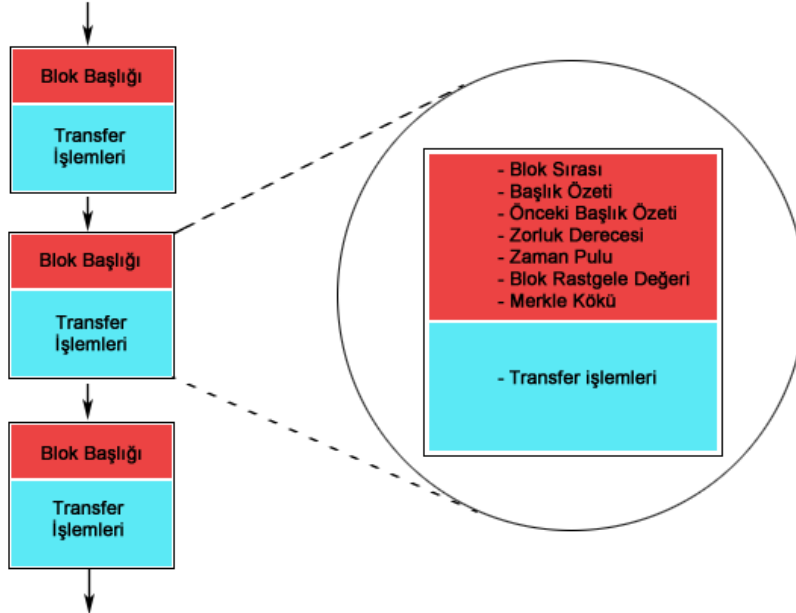 Blok Başlığı
Transfer
İşlemleri
Blok Başlığı
Transfer
İşlemleri
Blok Başlığı
Transfer
İşlemleri
- Blok Sırası
- Başlık Özeti
- Önceki Başlık Özeti
- Zorluk Derecesi
- Zaman Pulu
- Blok Rastgele Değeri
- Merkle Kökü
- Transfer işlemleri